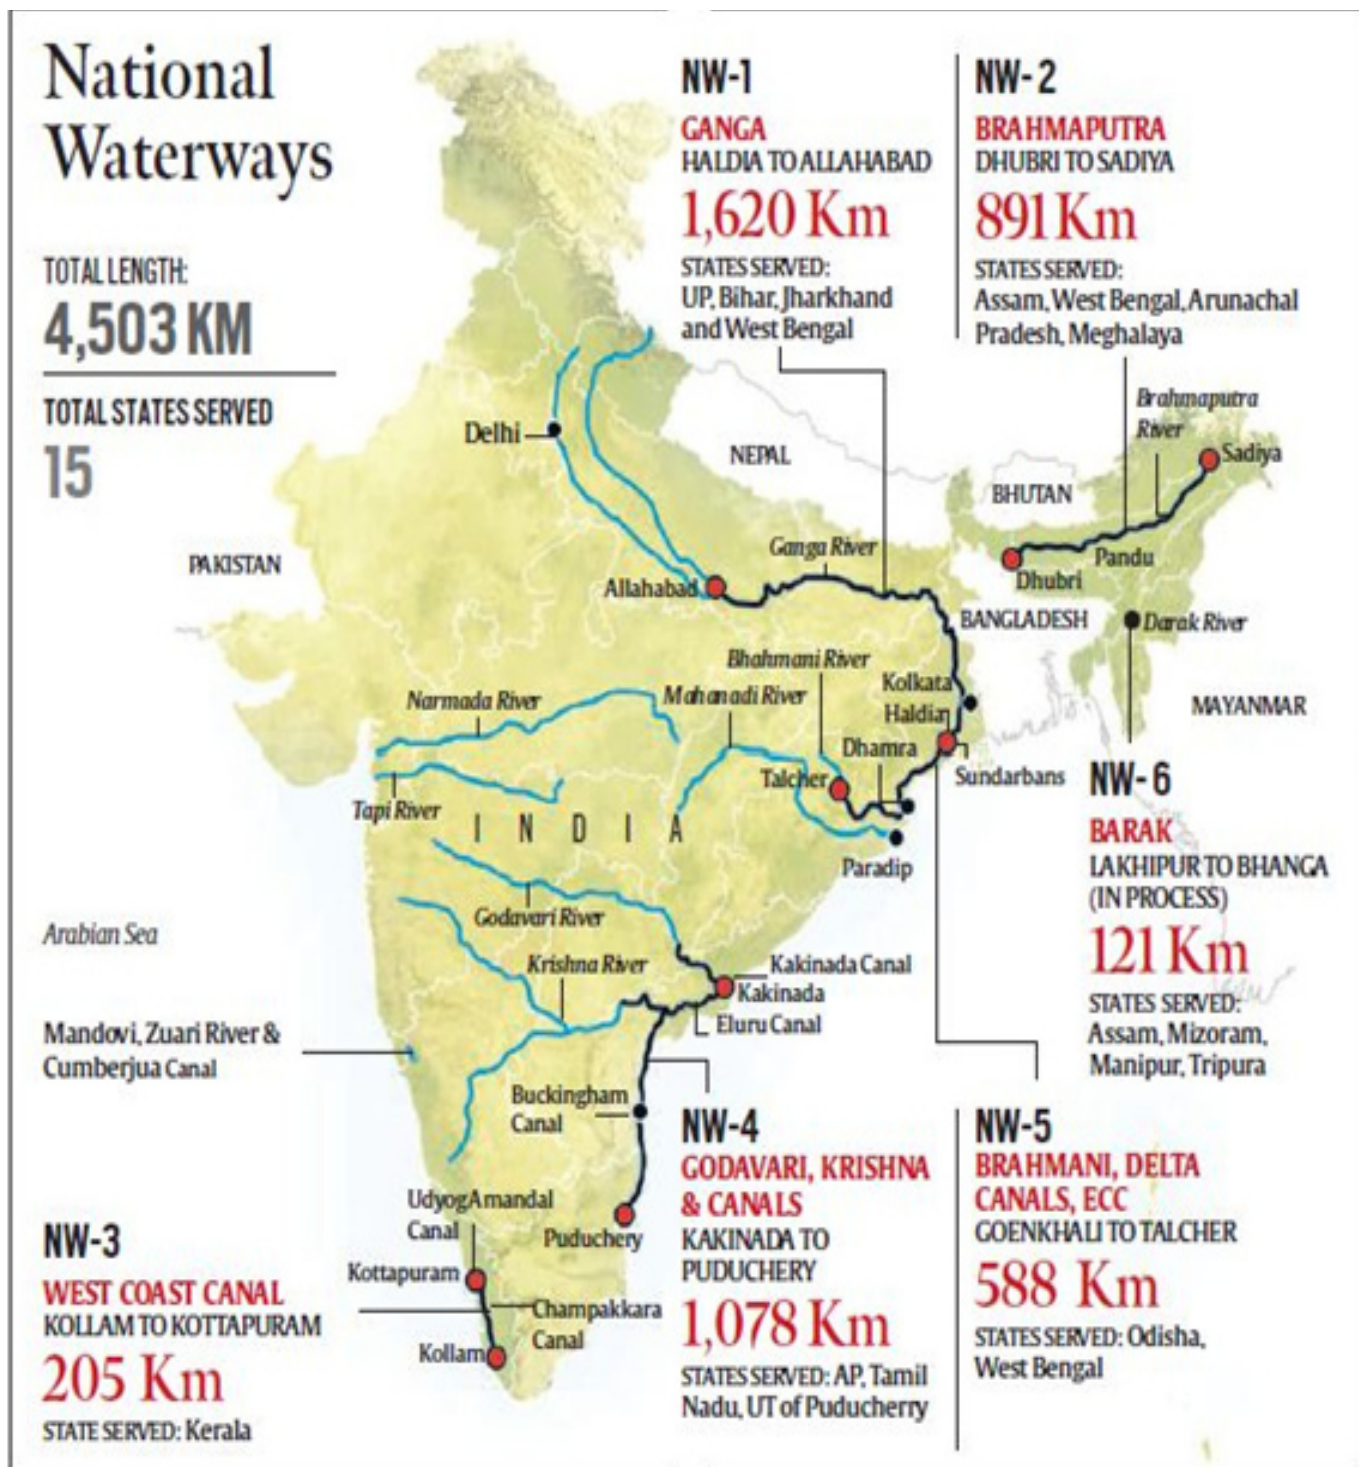 National
Waterways
TOTAL LENGTH:
4,503 KM
TOTAL STATES SERVED
15
NW-1
GANGA
HALDIA TO ALLAHABAD
1,620 Km
STATES SERVED:
UP, Bihar, Jharkhand
and West Bengal
NW-2
BRAHMAPUTRA
DHUBRI TO SADIYA
891 Km
STATES SERVED:
Assam, West Bengal, Arunachal
Pradesh, Meghalaya
Brahmaputra
River
Sadiya
Delhi
NEPAL
BHUTAN
PAKISTAN
Ganga River
Pandu
Dhubri
Allahabad
BANGLADESH
Darak River
Bhahmani River
Narmada River
Mahanadi River
Kolkata
Haldia
MAYANMAR
Dhamra
Talcher
Sundarbans
Tapi River
INDIA
Paradip
NW-6
BARAK
LAKHIPUR TO BHANGA
(IN PROCESS)
121 Km
STATES SERVED:
Assam, Mizoram,
Manipur, Tripura
Godavari River
Arabian Sea
Krishna River
Kakinada Canal
Kakinada
Eluru Canal
Mandovi, Zuari River &
Cumberjua Canal
Buckingham
Canal
Udyog Amandal
Canal
Puduchery
Kottapuram
Champakkara
Canal
Kollam
NW-3
WEST COAST CANAL
KOLLAM TO KOTTAPURAM
205 Km
STATE SERVED: Kerala
NW-4
GODAVARI, KRISHNA
& CANALS
KAKINADA TO
PUDUCHERY
1,078 Km
STATES SERVED: AP, Tamil
Nadu, UT of Puducherry
NW-5
BRAHMANI, DELTA
CANALS, ECC
GOENKHALI TO TALCHER
588 Km
STATES SERVED: Odisha,
West Bengal